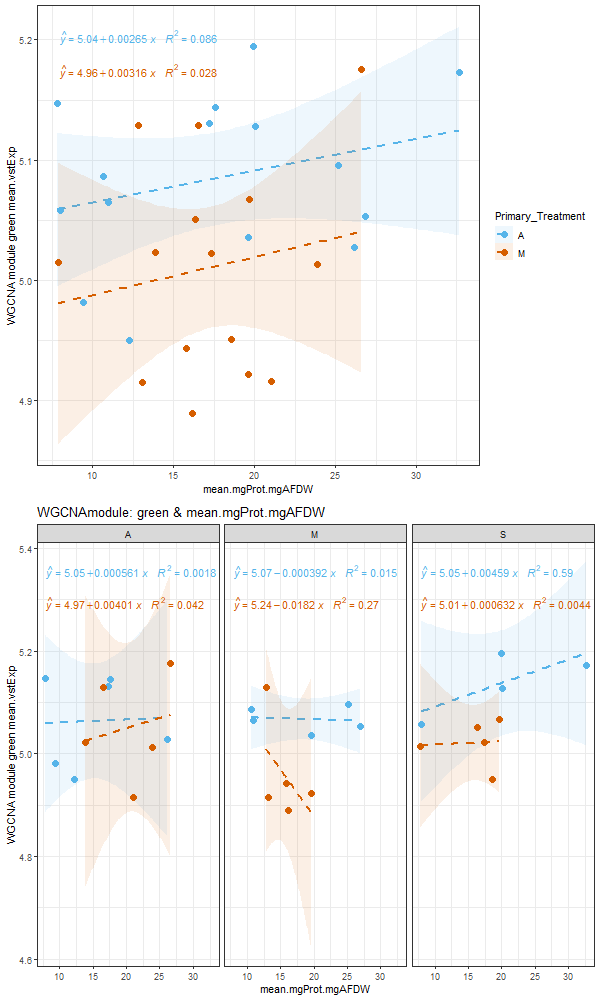 ŷ = 5.04+0.00265 x R² = 0.086
ŷ = 4.96+0.00316 x R² = 0.028
5.2
5.1
5.0
4.9
WGCNA module green mean.vstExp
10 15 20 25 30
mean.mgProt.mgAFDW
Primary_Treatment
A
M
WGCNAmodule: green & mean.mgProt.mgAFDW
A M S
ŷ = 5.05+0.000561 x R² = 0.0018
ŷ = 4.97+0.00401 x R² = 0.042
ŷ = 5.07−0.000392 x R² = 0.015
ŷ = 5.24−0.0182 x R² = 0.27
ŷ = 5.05+0.00459 x R² = 0.59
ŷ = 5.01+0.000632 x R² = 0.0044
5.4
5.2
5.0
4.8
4.6
WGCNA module green mean.vstExp
10 15 20 25 30 10 15 20 25 30 10 15 20 25 30
mean.mgProt.mgAFDW